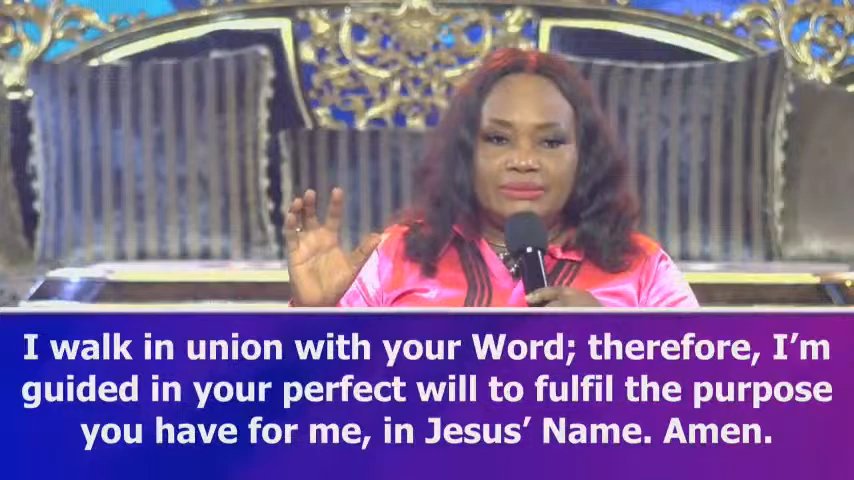 I walk in union with your Word; therefore, I’m
guided in your perfect will to fulfil the purpose
you have for me, in Jesus’ Name. Amen.